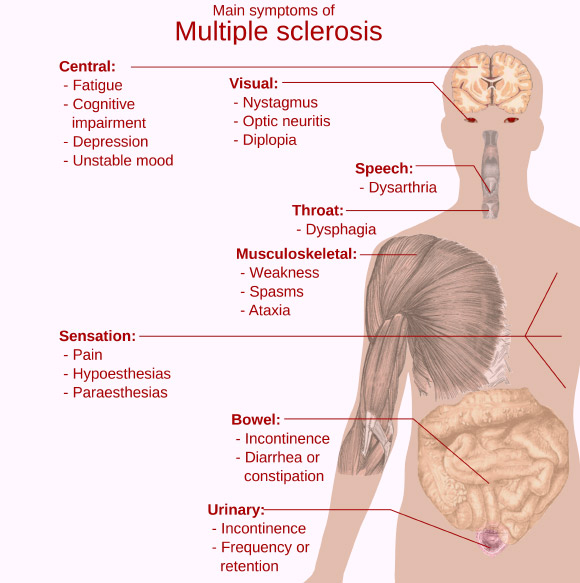 Main symptoms of
Multiple sclerosis
Central:
- Fatigue
- Cognitive
impairment
- Depression
- Unstable mood
Visual:
- Nystagmus
- Optic neuritis
- Diplopia
Speech:
- Dysarthria
Throat:
- Dysphagia
Musculoskeletal:
- Weakness
- Spasms
- Ataxia
Sensation:
- Pain
- Hypoesthesias
- Paraesthesias
Bowel:
- Incontinence
- Diarrhea or
constipation
Urinary:
- Incontinence
- Frequency or
retention